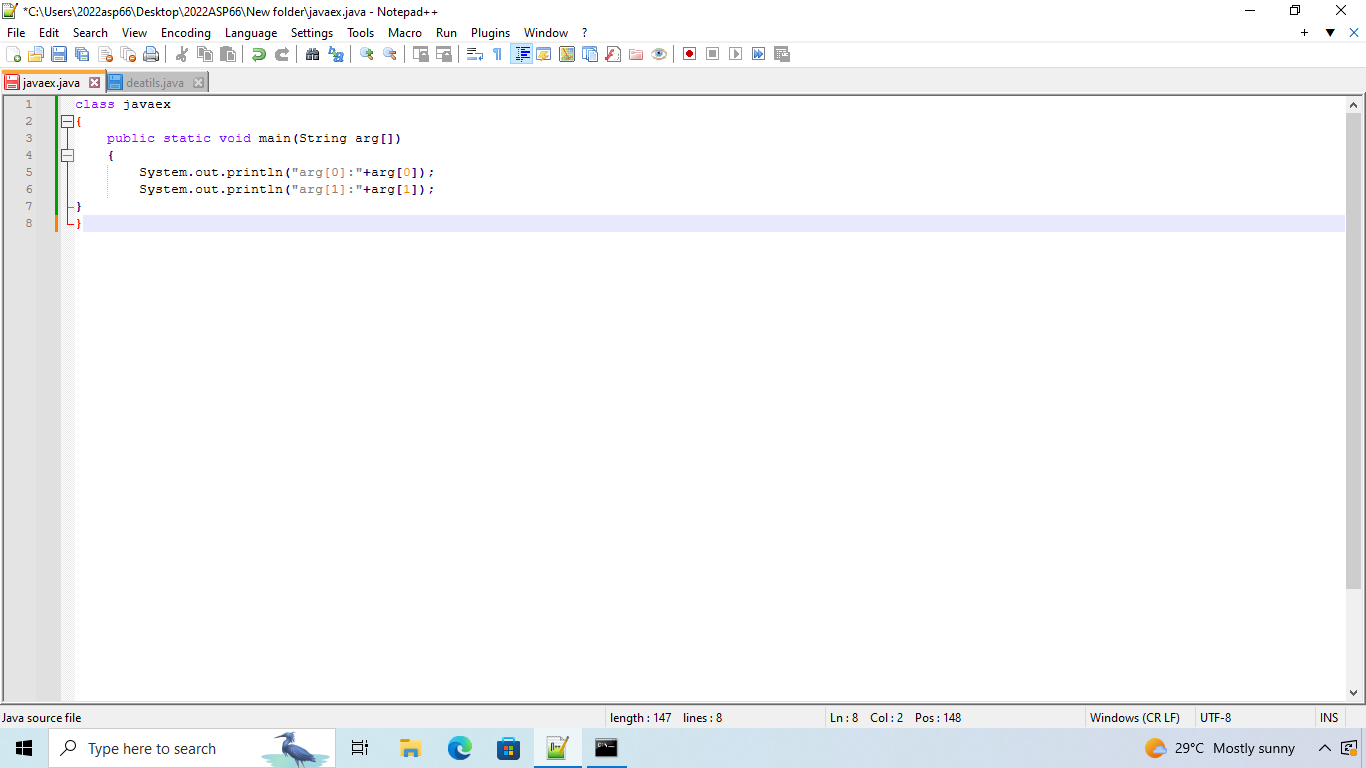 *C:\Users\2022asp66\Desktop\2022ASP66\New folder\javaex.java - Notepad++
File Edit Search View Encoding Language Settings Tools Macro Run Plugins Window ?
javaex.java deatils.java
1 class javaex
2 {
3 public static void main(String arg[])
4 {
5 System.out.println("arg[0]:"+arg[0]);
6 System.out.println("arg[1]:"+arg[1]);
7 }
8 }
Java source file length : 147 lines : 8 Ln : 8 Col : 2 Pos : 148 Windows (CR LF) UTF-8 INS
Type here to search 29°C Mostly sunny